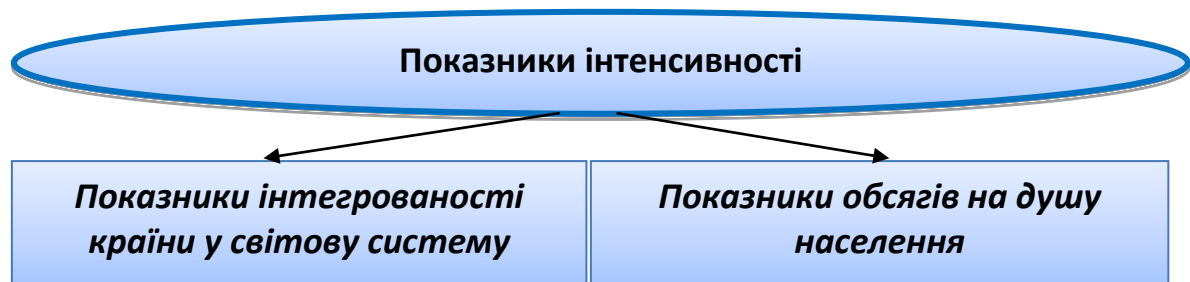 Показники інтенсивності
Показники інтегрованості
країни у світову систему
Показники обсягів на душу
населення